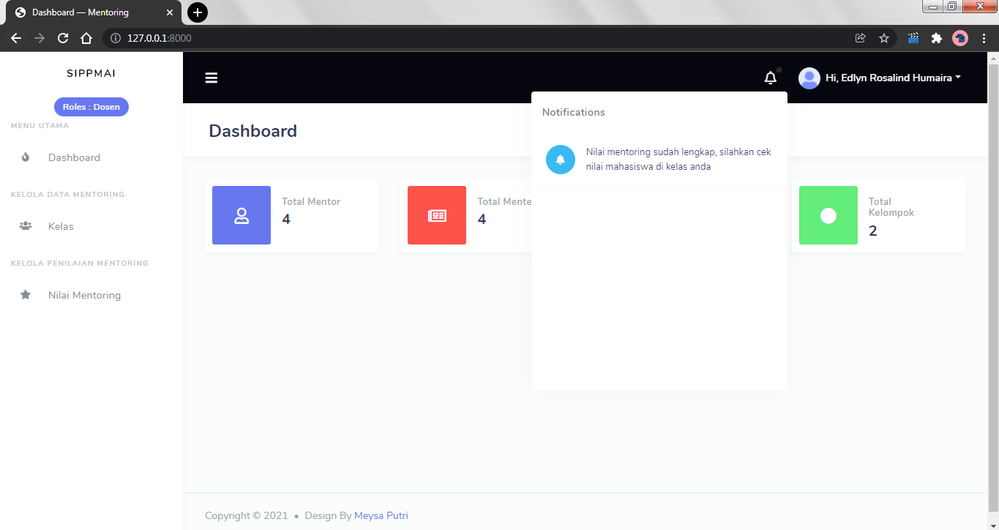 Dashboard — Mentoring
127.0.0.1:8000
SIPPMAI
Roles : Dosen
MENU UTAMA
Dashboard
KELOLA DATA MENTORING
Kelas
KELOLA PENILAIAN MENTORING
Nilai Mentoring
Hi, Edlyn Rosalind Humaira
Notifications
Nilai mentoring sudah lengkap, silahkan cek
nilai mahasiswa di kelas anda
Dashboard
Total Mentor
4
Total Mente
4
Total
Kelompok
2
Copyright © 2021 • Design By Meysa Putri